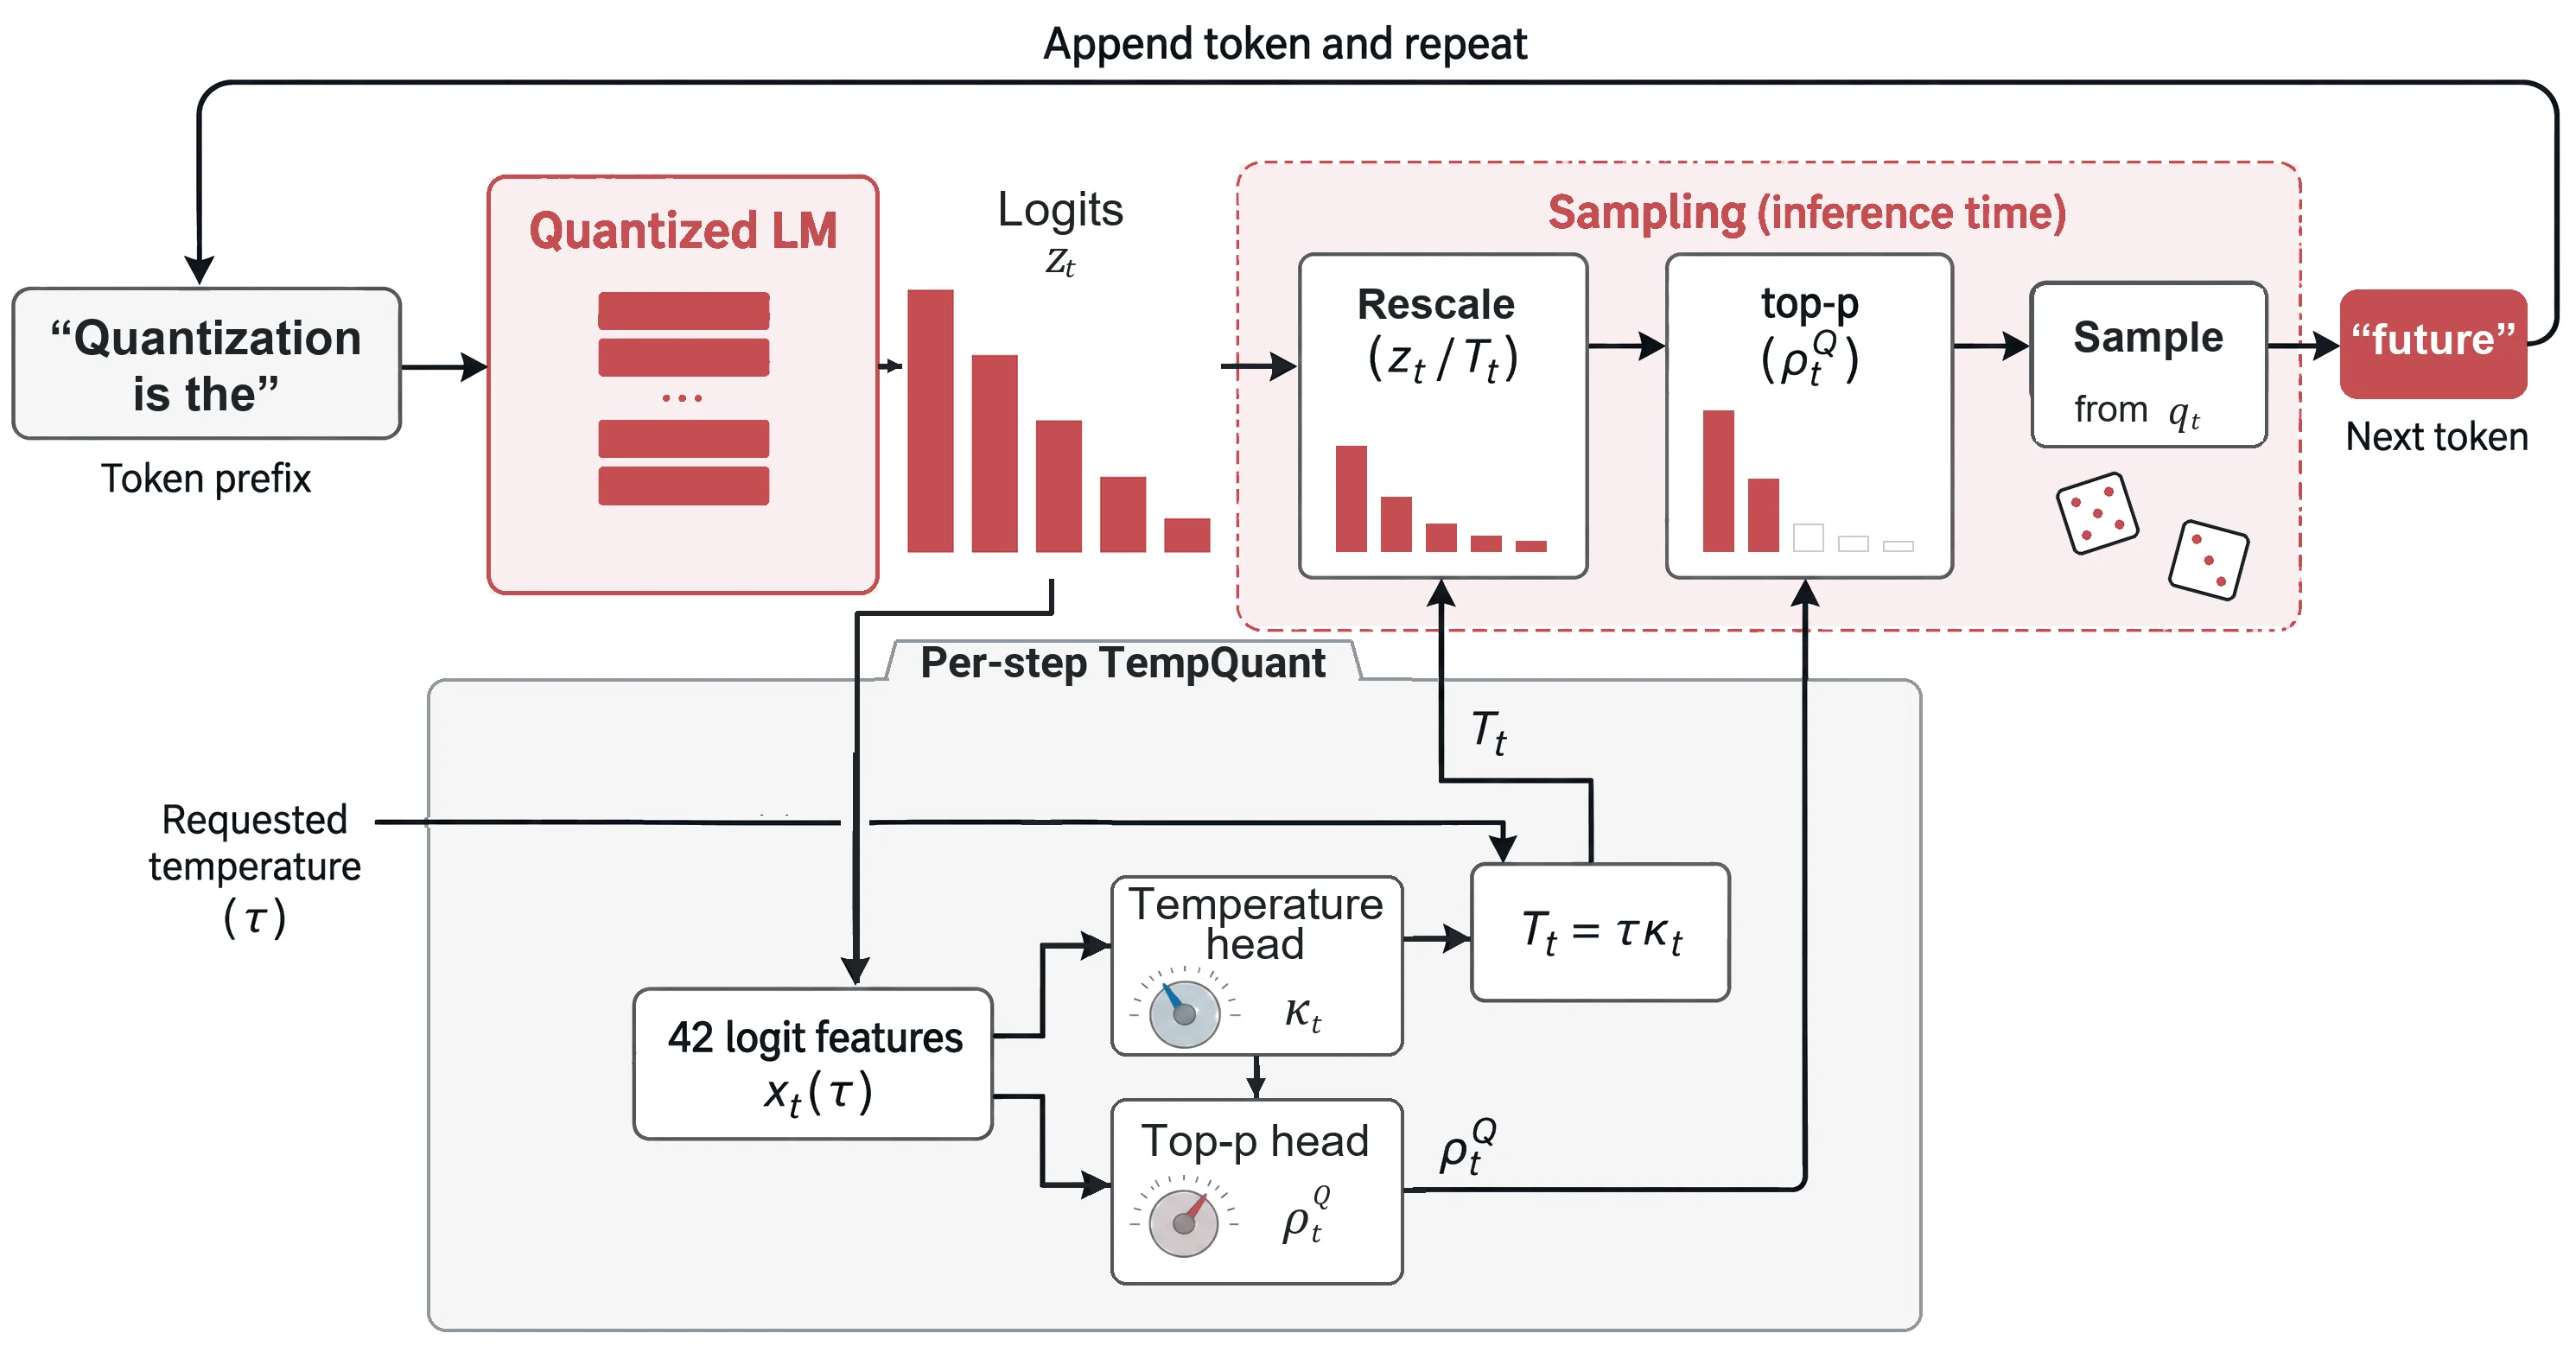 Append token and repeat
“Quantization
is the”
Token prefix
Quantized LM
...
Logits
z_t
Sampling (inference time)
Rescale
(z_t / T_t)
top-p
(ρ_t^Q)
Sample
from q_t
“future”
Next token
Per-step TempQuant
T_t
Requested
temperature
(τ)
42 logit features
x_t(τ)
Temperature
head
κ_t
T_t = τκ_t
Top-p head
ρ_t^Q
ρ_t^Q